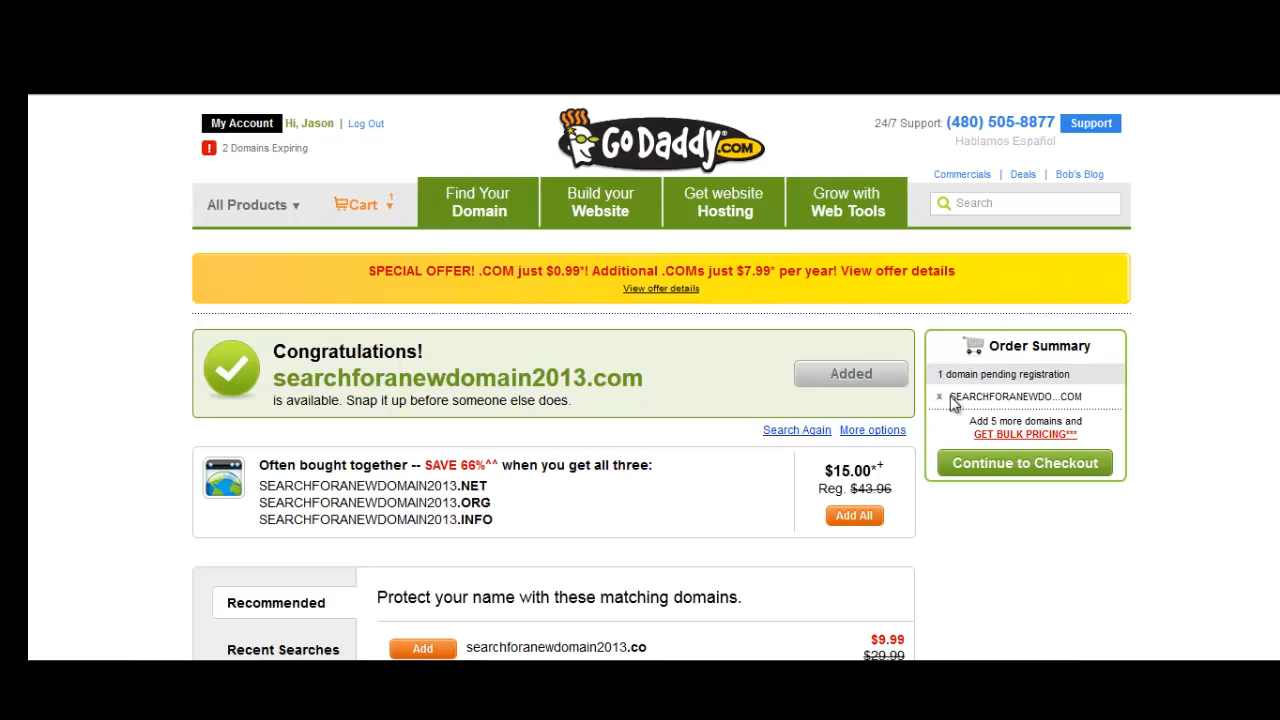 My Account Hi, Jason | Log Out
! 2 Domains Expiring
GoDaddy.COM
24/7 Support: (480) 505-8877 Support
Hablamos Español
Commercials | Deals | Bob's Blog
All Products ▼ Cart 1 ▼
Find Your Domain
Build your Website
Get website Hosting
Grow with Web Tools
Search
SPECIAL OFFER! .COM just $0.99*! Additional .COMs just $7.99* per year! View offer details
View offer details
Congratulations!
searchforanewdomain2013.com
is available. Snap it up before someone else does.
Added
Search Again More options
Order Summary
1 domain pending registration
x SEARCHFORANEWDO...COM
Add 5 more domains and
GET BULK PRICING***
Continue to Checkout
Often bought together -- SAVE 66%^^ when you get all three:
SEARCHFORANEWDOMAIN2013.NET
SEARCHFORANEWDOMAIN2013.ORG
SEARCHFORANEWDOMAIN2013.INFO
$15.00*+
Reg. $43.96
Add All
Recommended
Recent Searches
Protect your name with these matching domains.
Add searchforanewdomain2013.co $9.99
$29.99